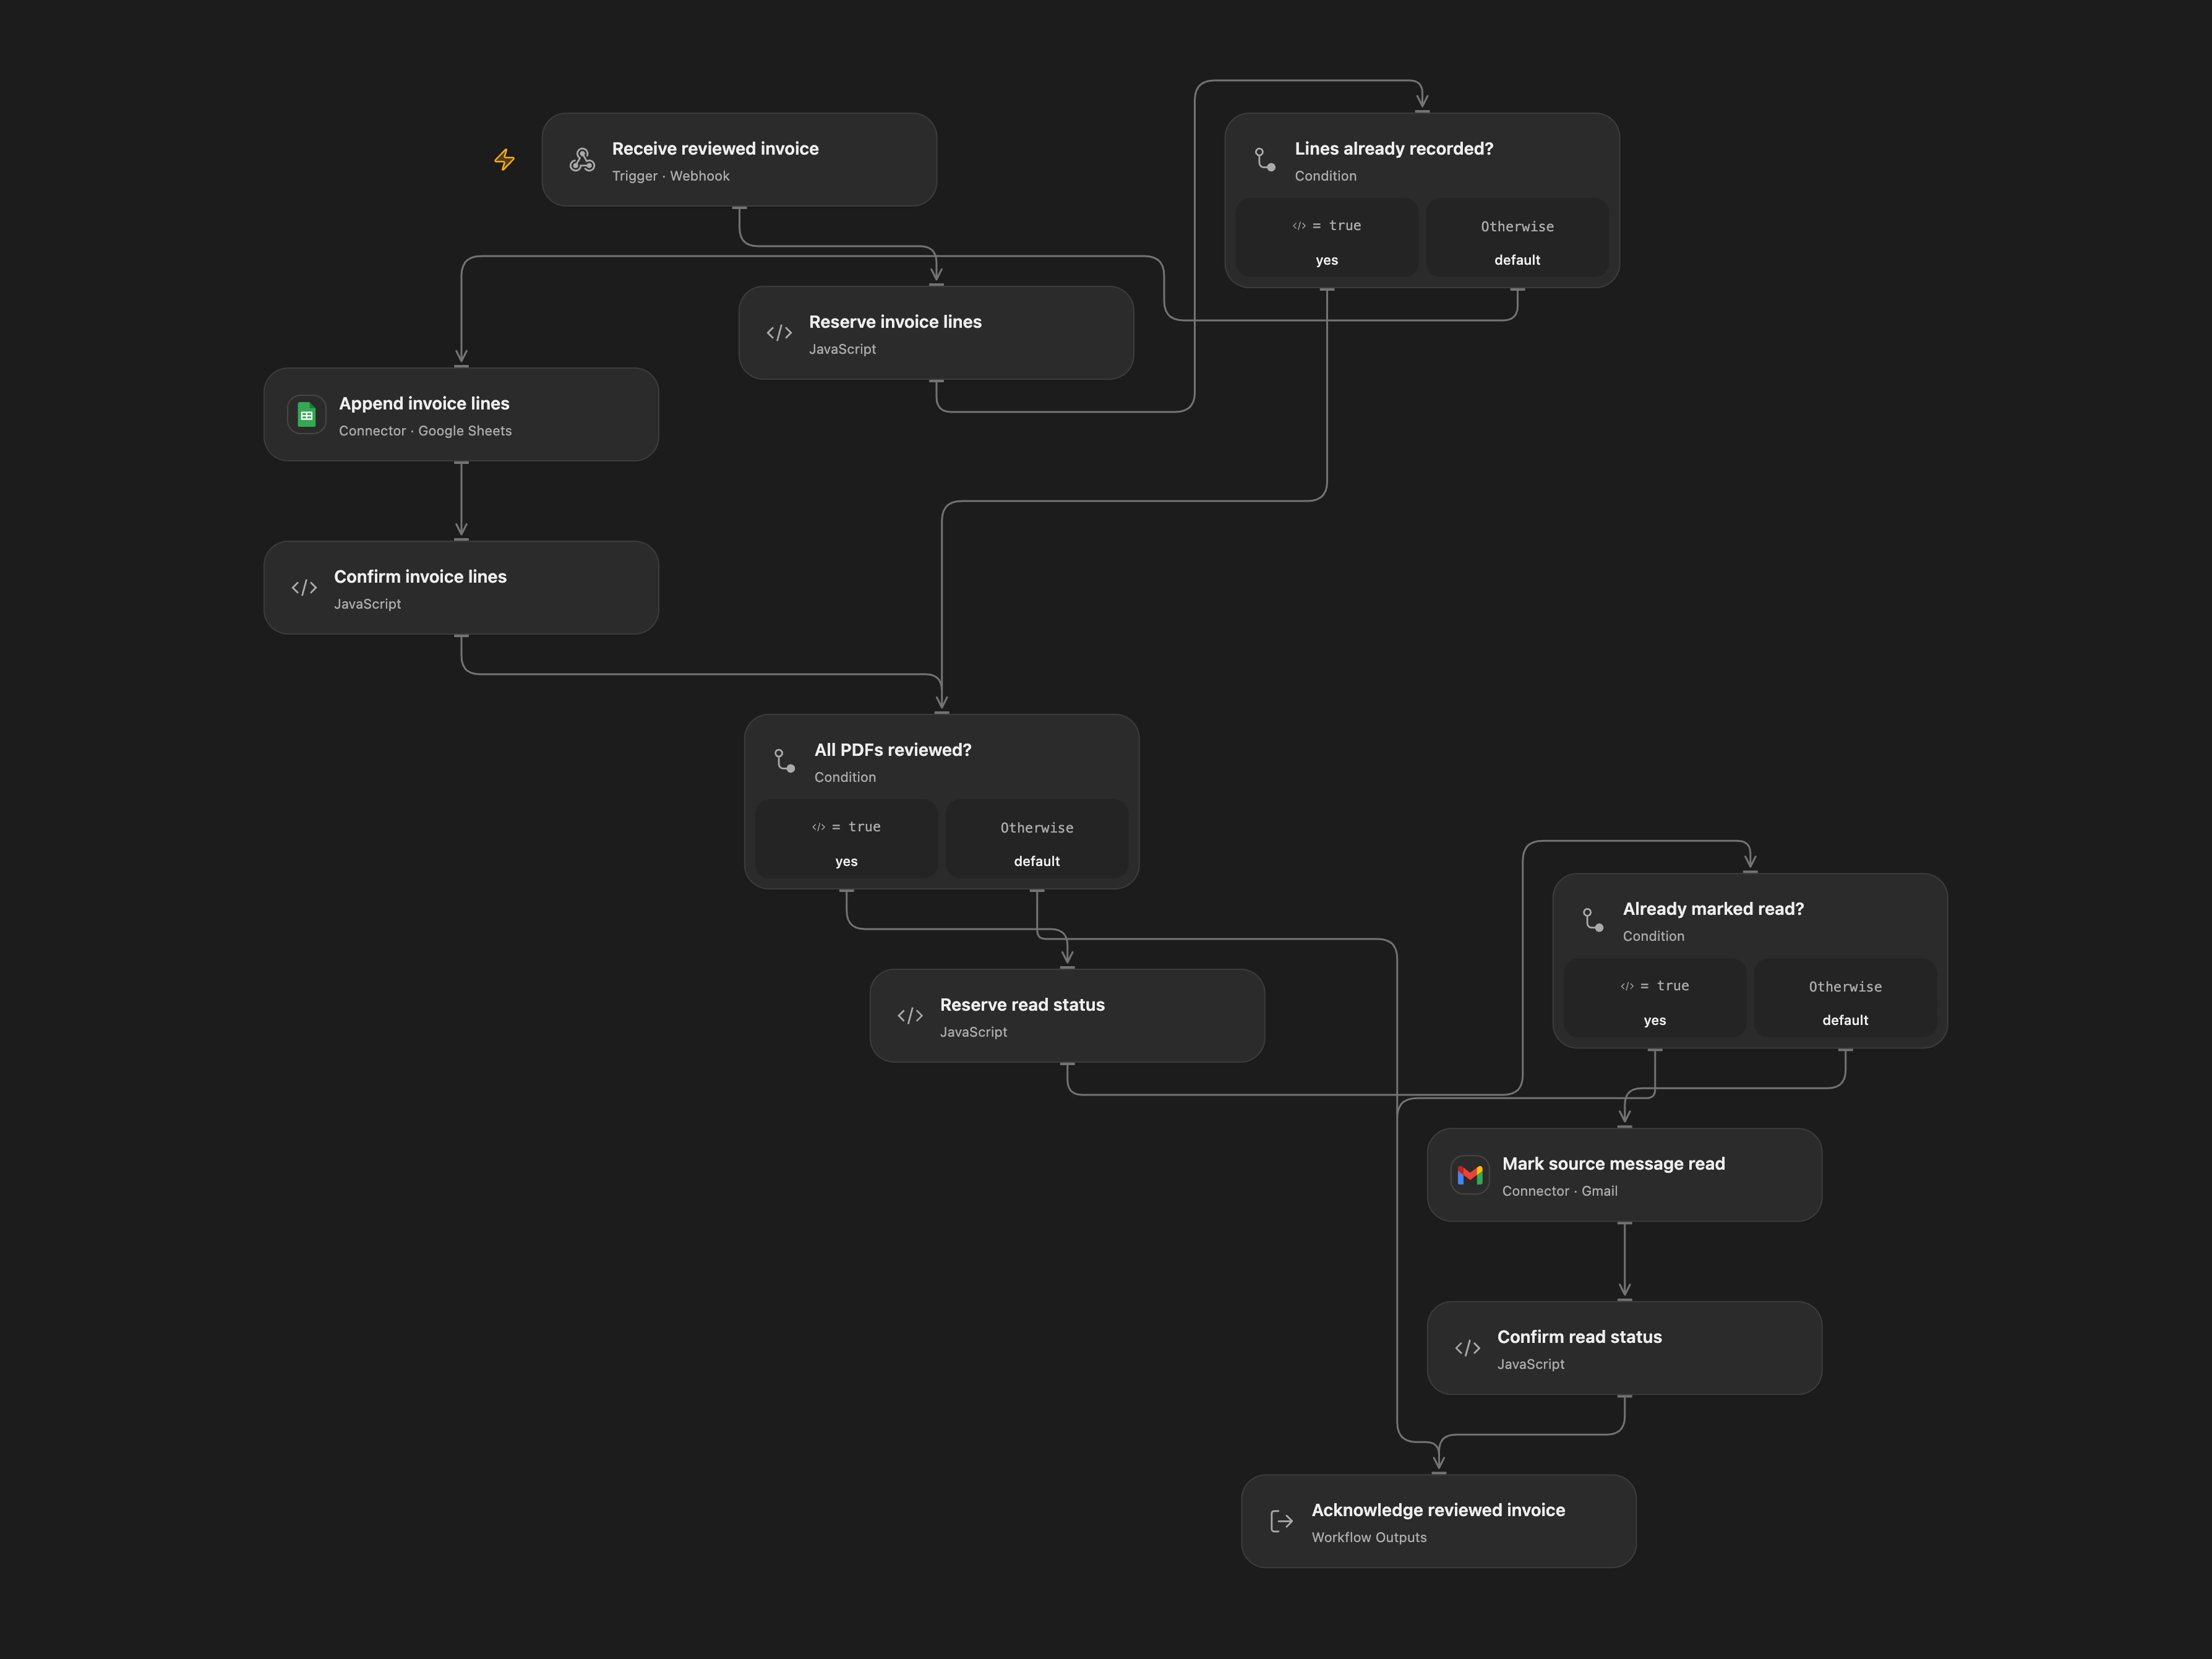 Receive reviewed invoice
Trigger · Webhook
Lines already recorded?
Condition
</> = true
Otherwise
yes
default
Reserve invoice lines
JavaScript
Append invoice lines
Connector · Google Sheets
Confirm invoice lines
JavaScript
All PDFs reviewed?
Condition
</> = true
Otherwise
yes
default
Already marked read?
Condition
</> = true
Otherwise
yes
default
Reserve read status
JavaScript
Mark source message read
Connector · Gmail
Confirm read status
JavaScript
Acknowledge reviewed invoice
Workflow Outputs